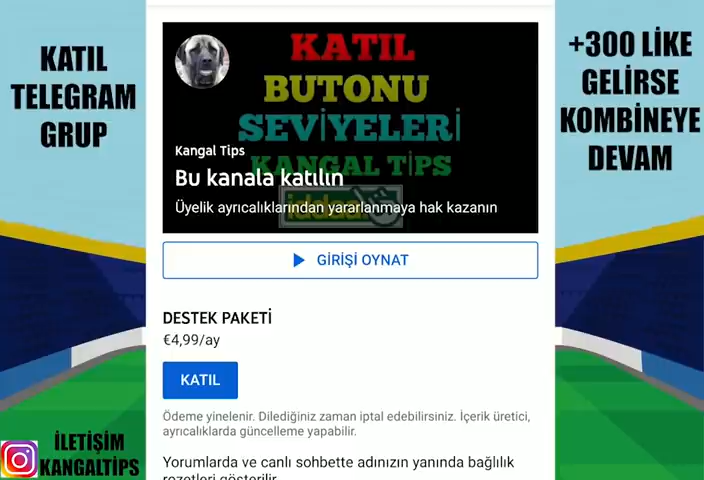 KATIL
TELEGRAM
GRUP
+300 LİKE
GELİRSE
KOMBİNEYE
DEVAM
KATIL
BUTONU
SEVİYELERİ
KANGAL TİPS
iddaa
Kangal Tips
Bu kanala katılın
Üyelik ayrıcalıklarından yararlanmaya hak kazanın
GİRİŞİ OYNAT
DESTEK PAKETİ
€4,99/ay
KATIL
Ödeme yinelenir. Dilediğiniz zaman iptal edebilirsiniz. İçerik üretici,
ayrıcalıklarda güncelleme yapabilir.
Yorumlarda ve canlı sohbette adınızın yanında bağlılık
rozetleri gösterilir
İLETİŞİM
KANGALTİPS